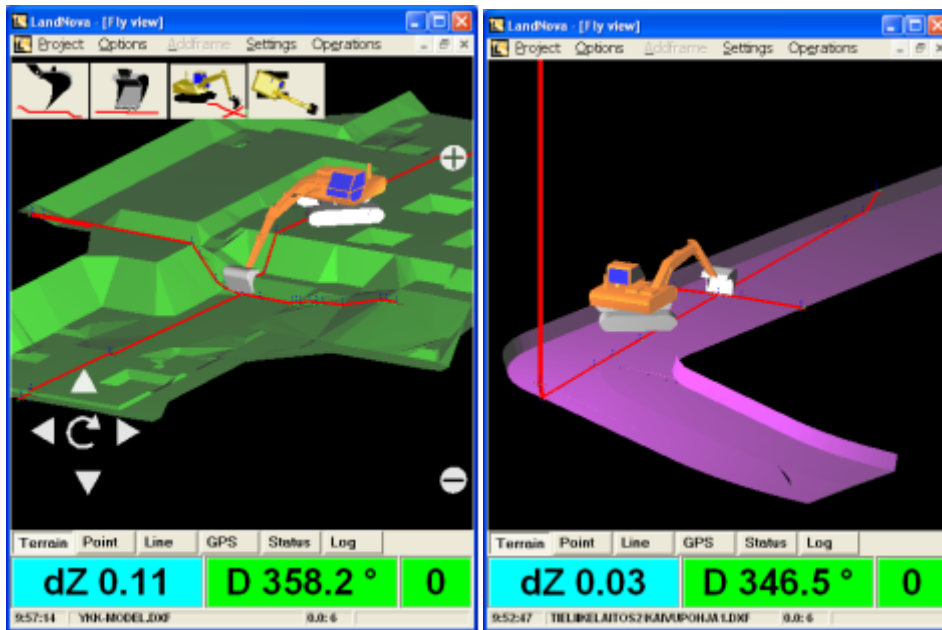 LandNova - [Fly view]
Project Options Addframe Settings Operations
Terrain Point Line GPS Status Log
dZ 0.11 D 358.2 ° 0
9:57:14 YKK-MODEL.DXF 0.0: 6
LandNova - [Fly view]
Project Options Addframe Settings Operations
Terrain Point Line GPS Status Log
dZ 0.03 D 346.5 ° 0
9:52:47 TIELIIKELAITOS2KAIVUPOHJA1.DXF 0.0: 6